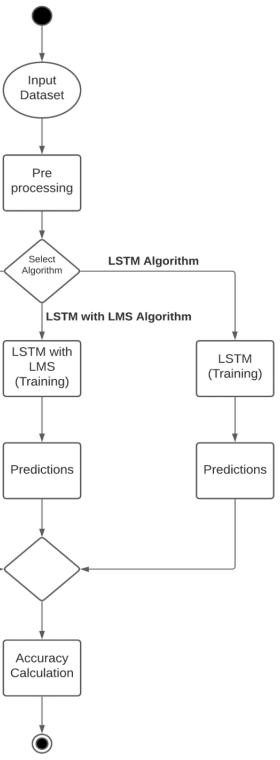 Input
Dataset
Pre
processing
Select
Algorithm
LSTM Algorithm
LSTM with LMS Algorithm
LSTM with
LMS
(Training)
LSTM
(Training)
Predictions
Predictions
Accuracy
Calculation